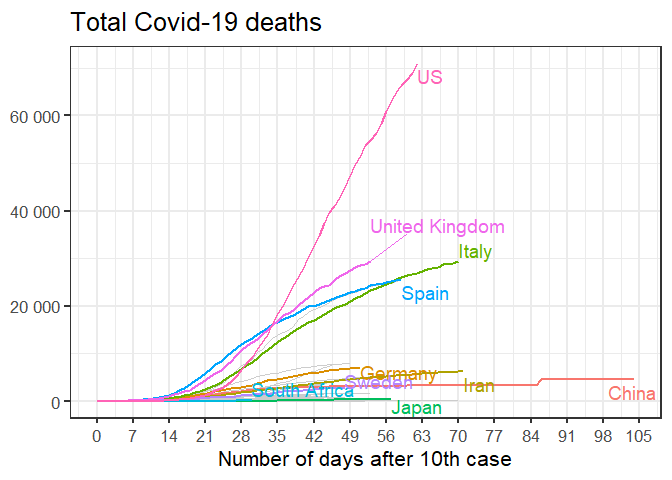 Total Covid-19 deaths
60 000
40 000
20 000
0
US
United Kingdom
Italy
Spain
Germany
Sweden
Iran
South Africa
China
Japan
0 7 14 21 28 35 42 49 56 63 70 77 84 91 98 105
Number of days after 10th case